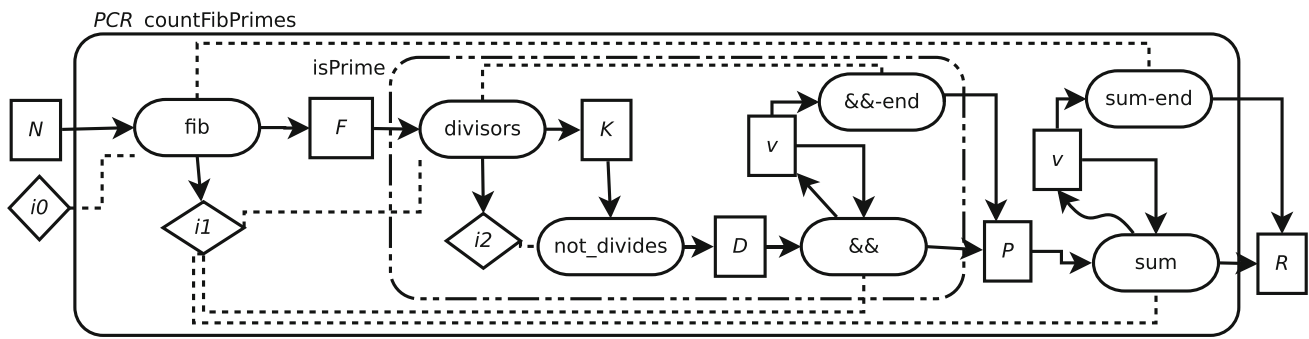 PCR countFibPrimes
isPrime
N
fib
F
divisors
K
v
&&-end
v
sum-end
i0
i1
i2
not_divides
D
&&
P
sum
R